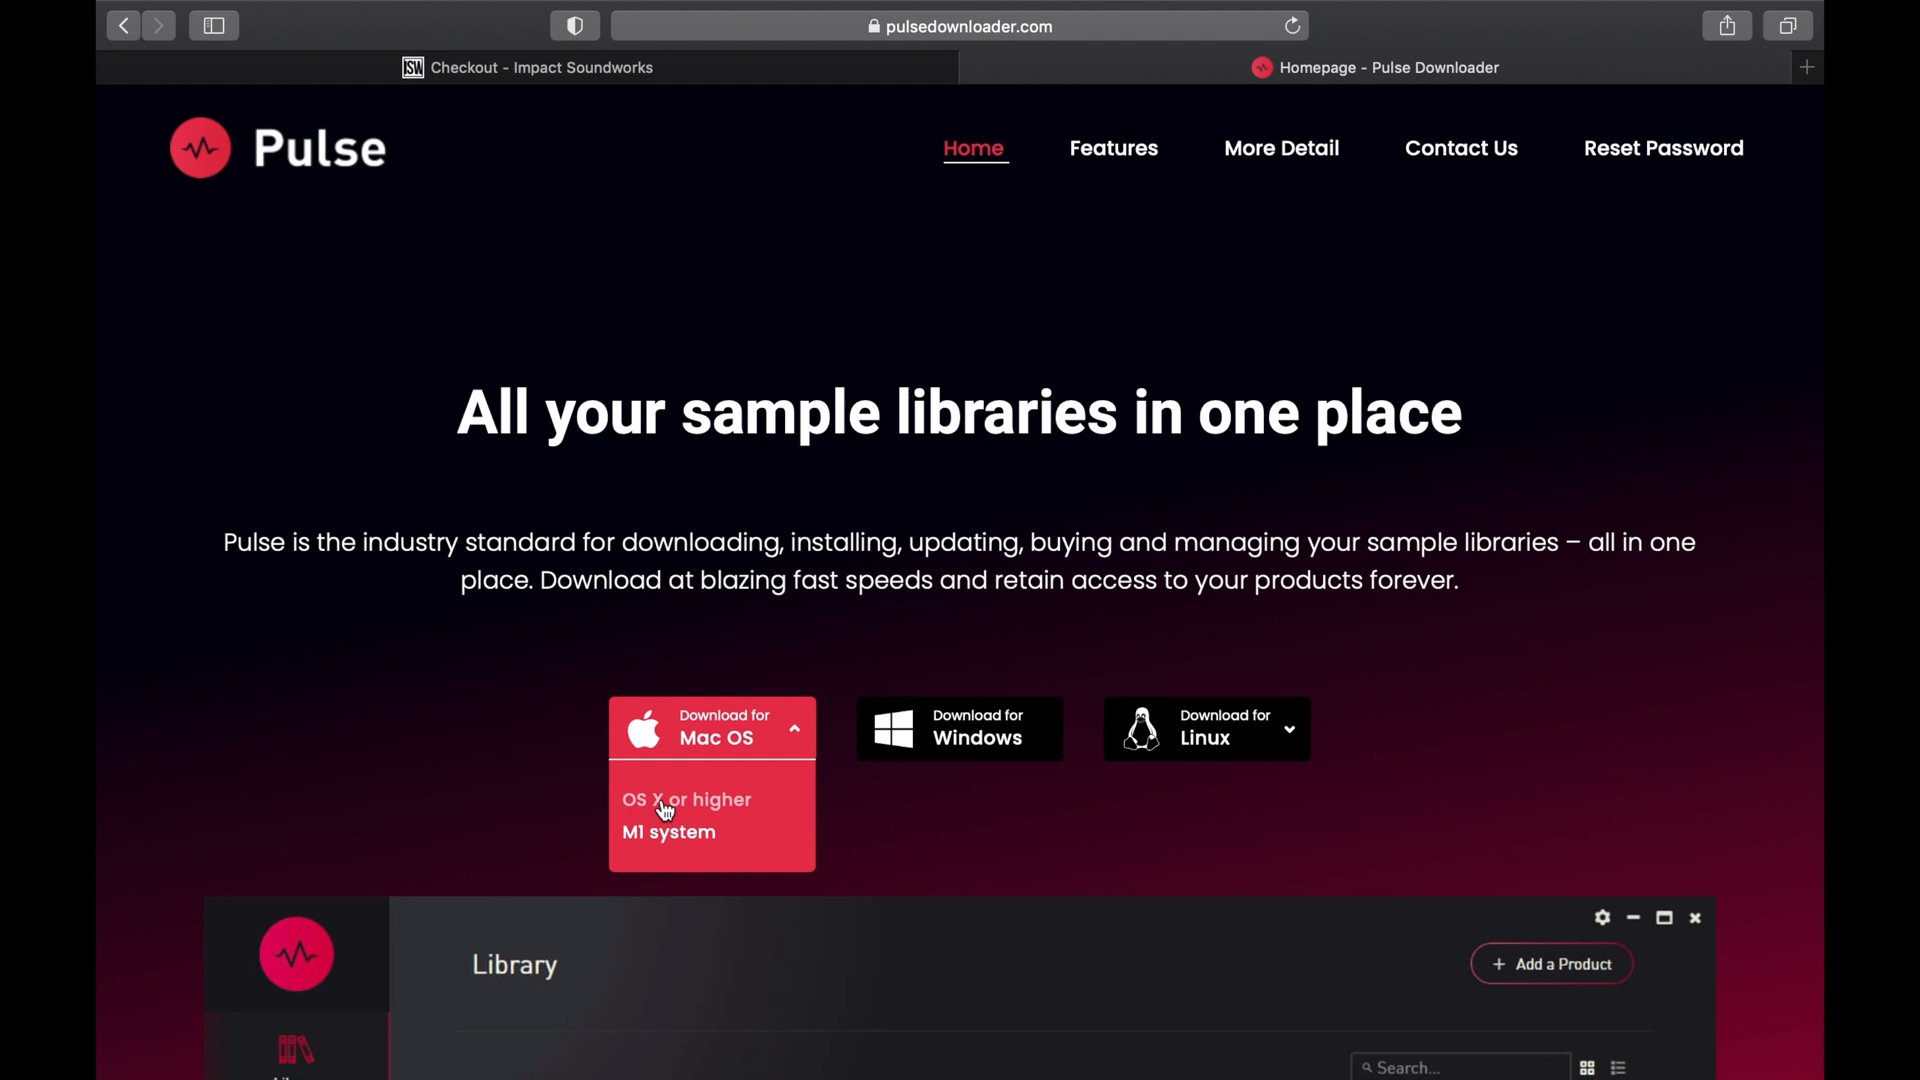 pulsedownloader.com
ISW Checkout - Impact Soundworks
Homepage - Pulse Downloader
Pulse
Home
Features
More Detail
Contact Us
Reset Password
All your sample libraries in one place
Pulse is the industry standard for downloading, installing, updating, buying and managing your sample libraries – all in one
place. Download at blazing fast speeds and retain access to your products forever.
Download for
Mac OS
Download for
Windows
Download for
Linux
OS X or higher
M1 system
Library
+ Add a Product
Search...